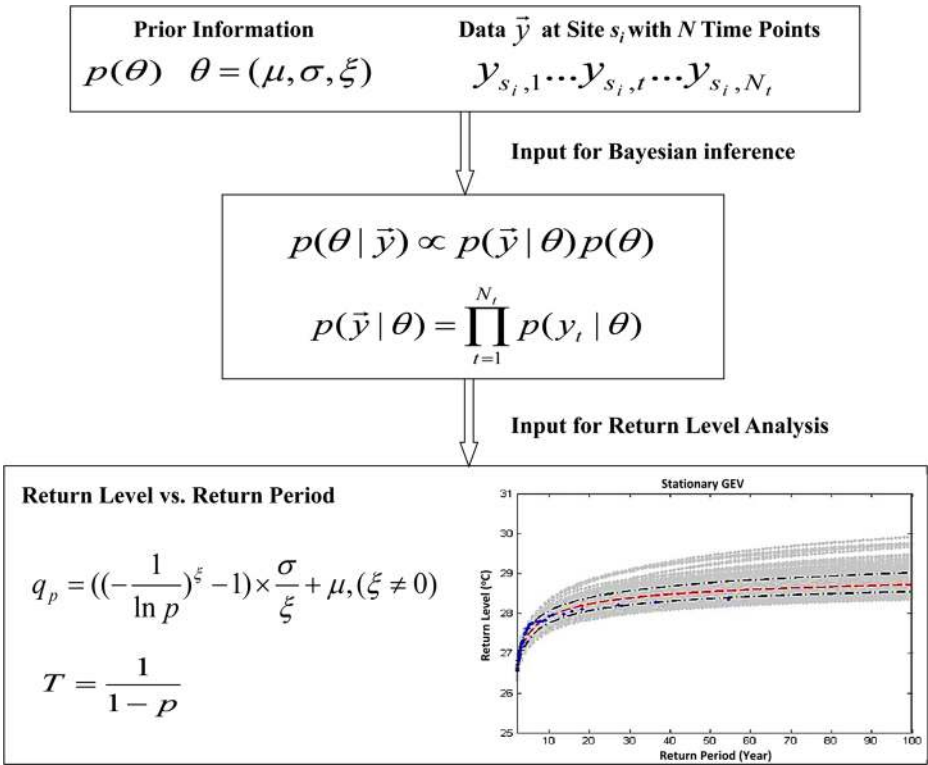 Prior Information
p(θ) θ = (μ, σ, ξ)
Data y⃗ at Site sᵢ with N Time Points
y_{sᵢ,1}...y_{sᵢ,t}...y_{sᵢ,N_t}
Input for Bayesian inference
p(θ | y⃗) ∝ p(y⃗ | θ)p(θ)
p(y⃗ | θ) = ∏_{t=1}^{N_t} p(y_t | θ)
Input for Return Level Analysis
Return Level vs. Return Period
q_p = ((-1/ln p)^ξ - 1) × σ/ξ + μ, (ξ ≠ 0)
T = 1/(1 - p)
Stationary GEV
Return Level (ºC)
31
30
29
28
27
26
25
10 20 30 40 50 60 70 80 90 100
Return Period (Year)